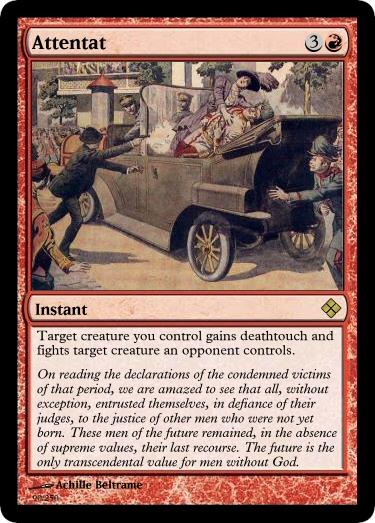 Attentat 3
Instant
Target creature you control gains deathtouch and
fights target creature an opponent controls.
On reading the declarations of the condemned victims
of that period, we are amazed to see that all, without
exception, entrusted themselves, in defiance of their
judges, to the justice of other men who were not yet
born. These men of the future remained, in the absence
of supreme values, their last recourse. The future is the
only transcendental value for men without God.
Achille Beltrame
90/250